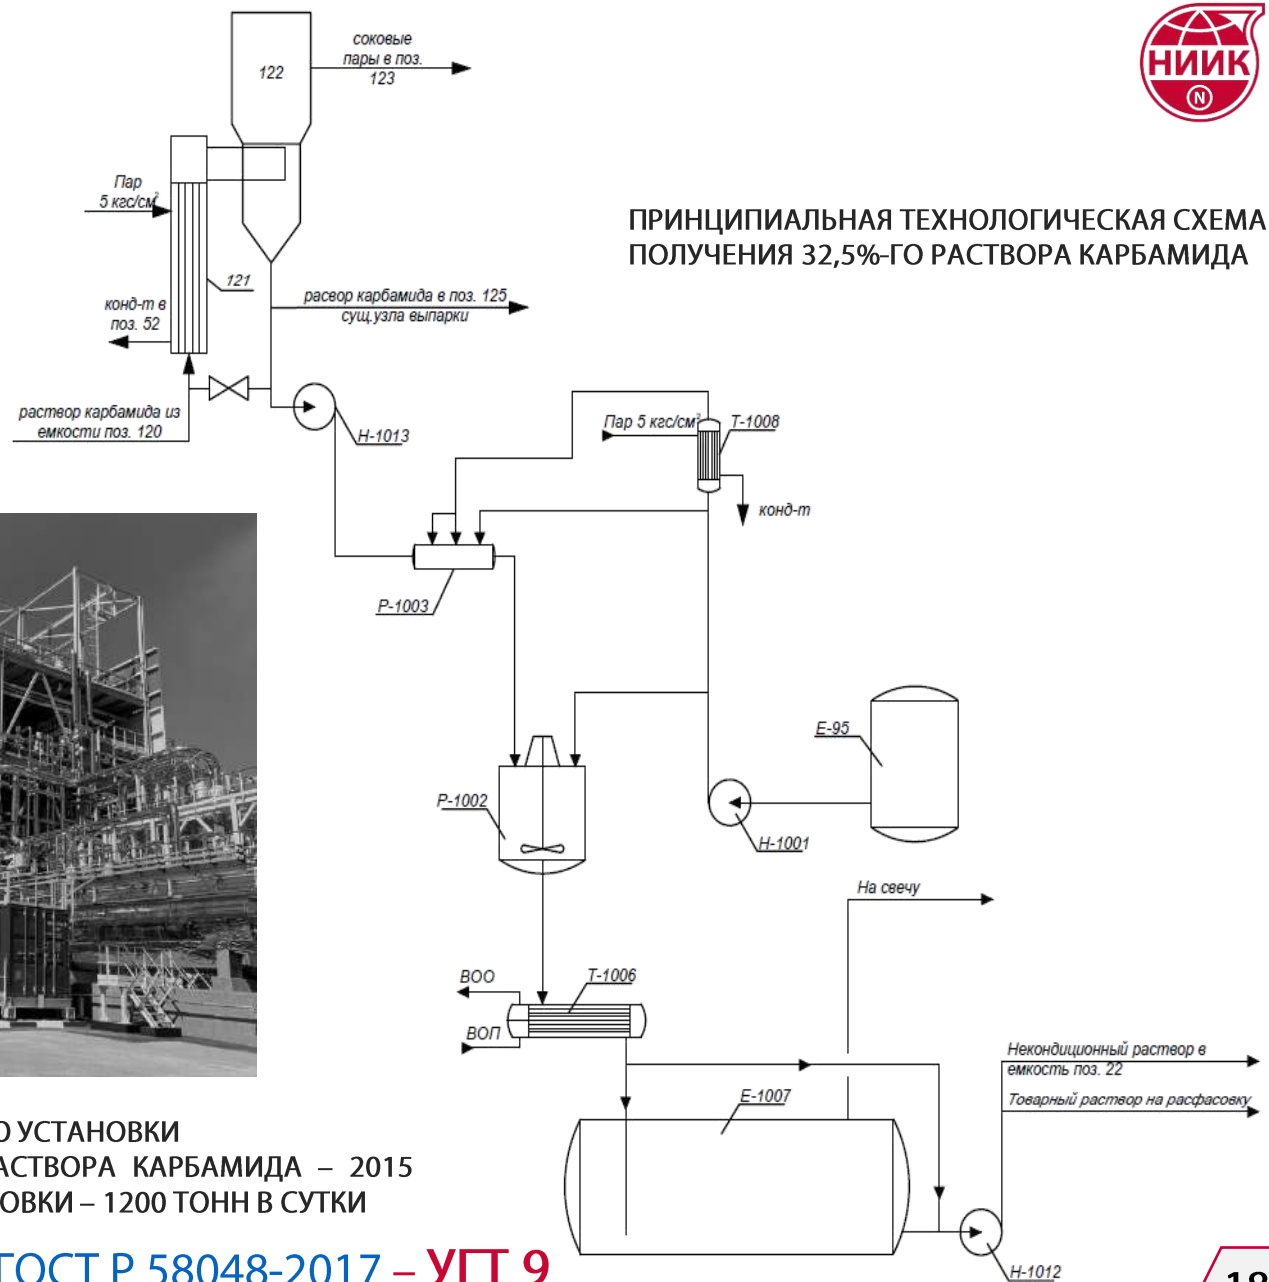 122
соковые
пары в поз.
123
НИИК
N
Пар
5 кгс/см²
ПРИНЦИПИАЛЬНАЯ ТЕХНОЛОГИЧЕСКАЯ СХЕМА
ПОЛУЧЕНИЯ 32,5%-ГО РАСТВОРА КАРБАМИДА
121
конд-т в
поз. 52
расвор карбамида в поз. 125
сущ.узла выпарки
раствор карбамида из
емкости поз. 120
Н-1013
Пар 5 кгс/см²
Т-1008
конд-т
Р-1003
Е-95
Р-1002
Н-1001
На свечу
ВОО
Т-1006
ВОП
Некондиционный раствор в
емкость поз. 22
Товарный раствор на расфасовку
Е-1007
Н-1012
О УСТАНОВКИ
АСТВОРА КАРБАМИДА – 2015
ОВКИ – 1200 ТОНН В СУТКИ
ГОСТ Р 58048-2017 – УГТ 9
18